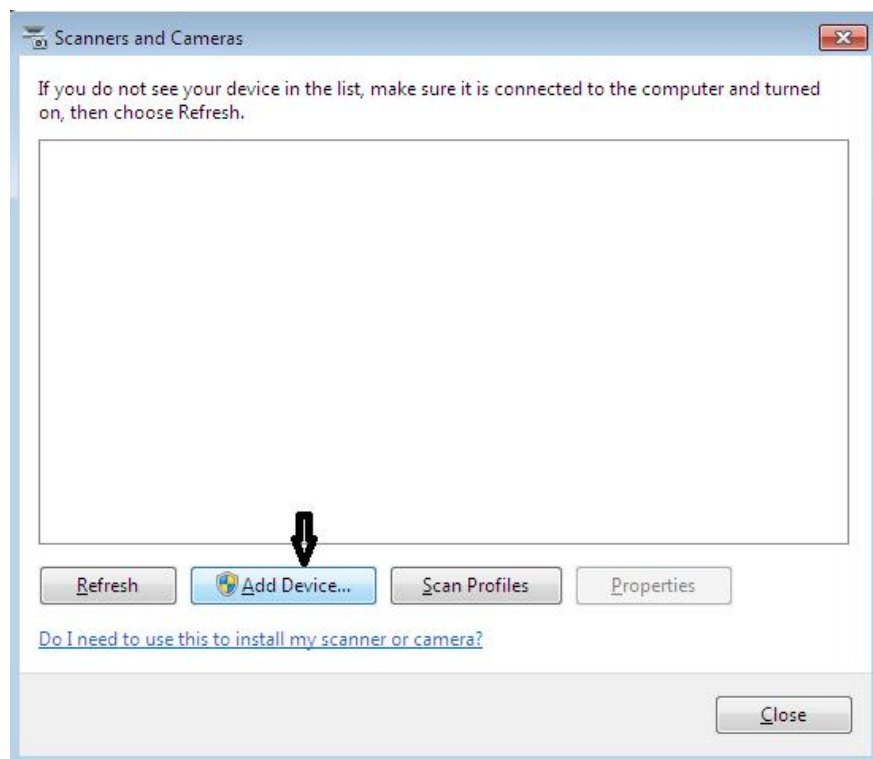 Scanners and Cameras
If you do not see your device in the list, make sure it is connected to the computer and turned
on, then choose Refresh.
Refresh
Add Device...
Scan Profiles
Properties
Do I need to use this to install my scanner or camera?
Close